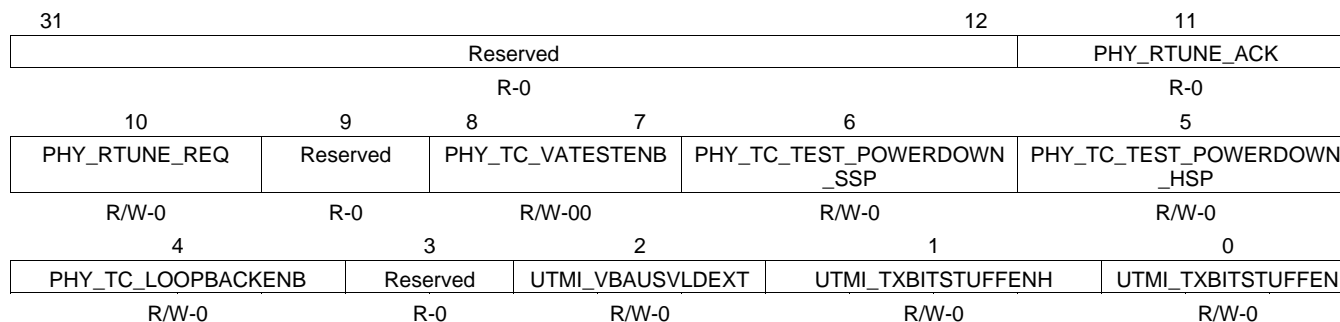 31 12 11
Reserved PHY_RTUNE_ACK
R-0 R-0
10 9 8 7 6 5
PHY_RTUNE_REQ Reserved PHY_TC_VATESTENB PHY_TC_TEST_POWERDOWN PHY_TC_TEST_POWERDOWN
_SSP _HSP
R/W-0 R-0 R/W-00 R/W-0 R/W-0
4 3 2 1 0
PHY_TC_LOOPBACKENB Reserved UTMI_VBAUSVLDEXT UTMI_TXBITSTUFFENH UTMI_TXBITSTUFFEN
R/W-0 R-0 R/W-0 R/W-0 R/W-0